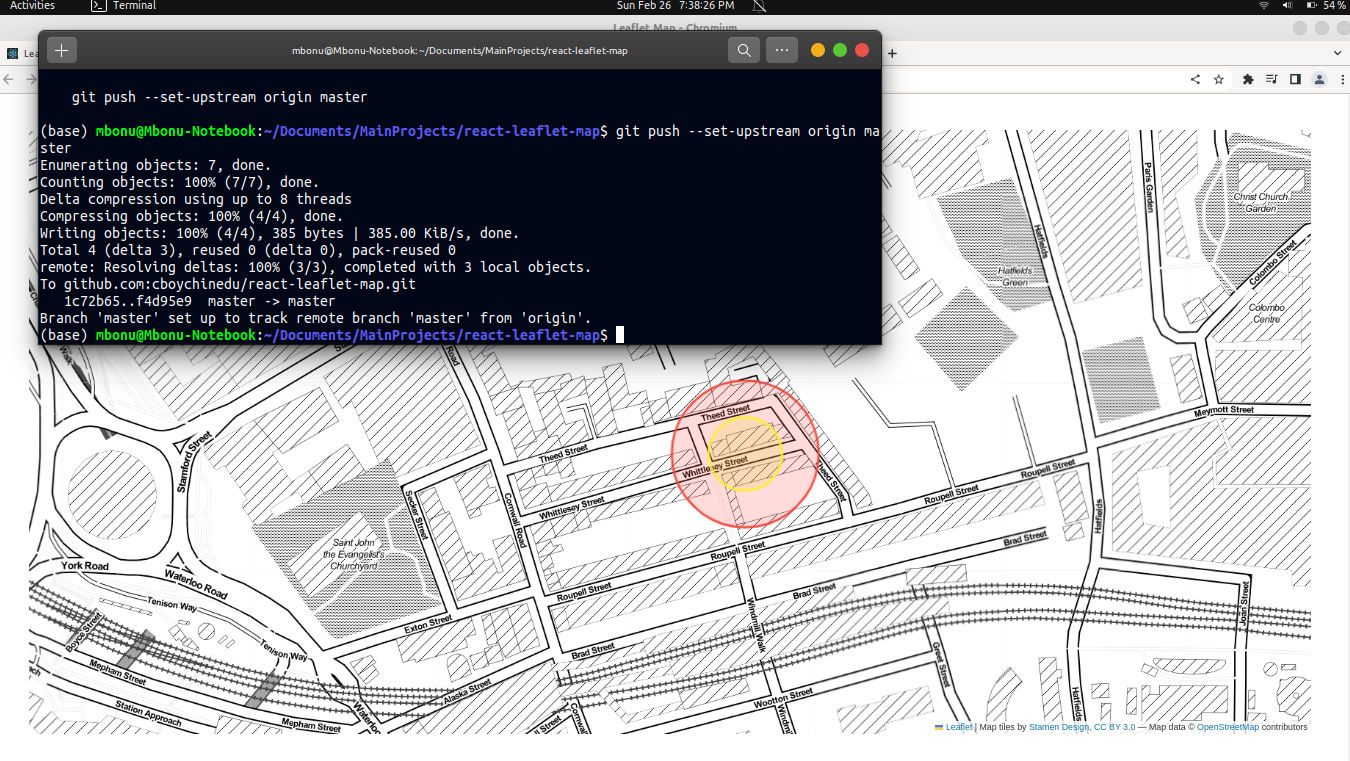 Activities
Terminal
Sun Feb 26 7:38:26 PM
54 %
Leaflet Map - Chromium
Lea
mbonu@Mbonu-Notebook: ~/Documents/MainProjects/react-leaflet-map
git push --set-upstream origin master
(base) mbonu@Mbonu-Notebook:~/Documents/MainProjects/react-leaflet-map$ git push --set-upstream origin ma
ster
Enumerating objects: 7, done.
Counting objects: 100% (7/7), done.
Delta compression using up to 8 threads
Compressing objects: 100% (4/4), done.
Writing objects: 100% (4/4), 385 bytes | 385.00 KiB/s, done.
Total 4 (delta 3), reused 0 (delta 0), pack-reused 0
remote: Resolving deltas: 100% (3/3), completed with 3 local objects.
To github.com:cboychinedu/react-leaflet-map.git
1c72b65..f4d95e9 master -> master
Branch 'master' set up to track remote branch 'master' from 'origin'.
(base) mbonu@Mbonu-Notebook:~/Documents/MainProjects/react-leaflet-map$
Paris Garden
Christ Church
Garden
Hatfields
Hatfields
Green
Colombo Street
Colombo
Centre
Walk
Road
Meymott Street
Theed Street
Theed Street
Stamford Street
Whittlesey Street
Theed Street
Roupell Street
Roupell Street
Secker Street
Cornwall Road
Whittlesey Street
Hatfields
Saint John
the Evangelist's
Churchyard
Roupell Street
Brad Street
York Road
Waterloo Road
Tenison Way
Roupell Street
Brad Street
Joan Street
Boyce Street
Exton Street
Windmill Walk
Tenison Way
Brad Street
Greet Street
Mepham Street
Alaska Street
Wootton Street
Hatfields
Station Approach
Mepham Street
Leaflet | Map tiles by Stamen Design, CC BY 3.0 — Map data © OpenStreetMap contributors